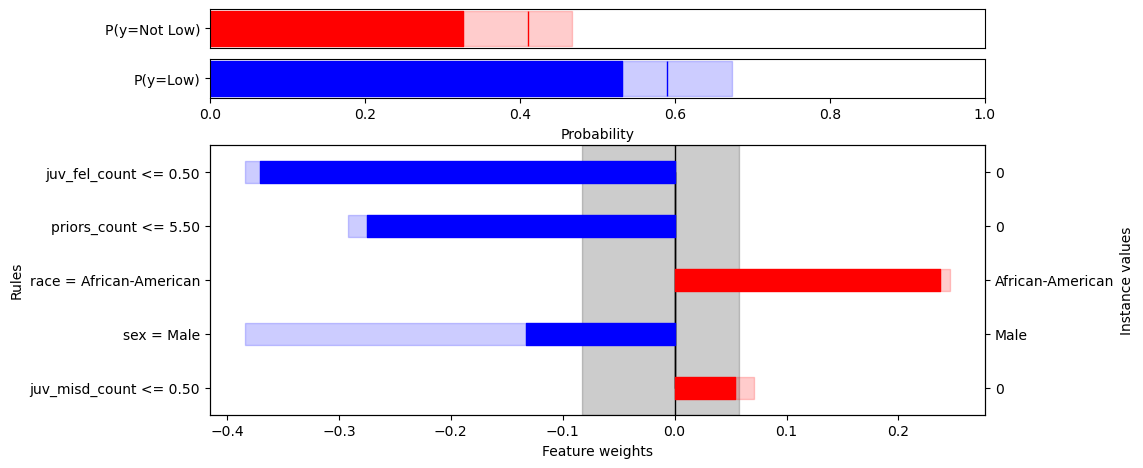 P(y=Not Low)
P(y=Low)
0.0 0.2 0.4 0.6 0.8 1.0
Probability
juv_fel_count <= 0.50 0
priors_count <= 5.50 0
race = African-American African-American
sex = Male Male
juv_misd_count <= 0.50 0
Rules
Instance values
−0.4 −0.3 −0.2 −0.1 0.0 0.1 0.2
Feature weights